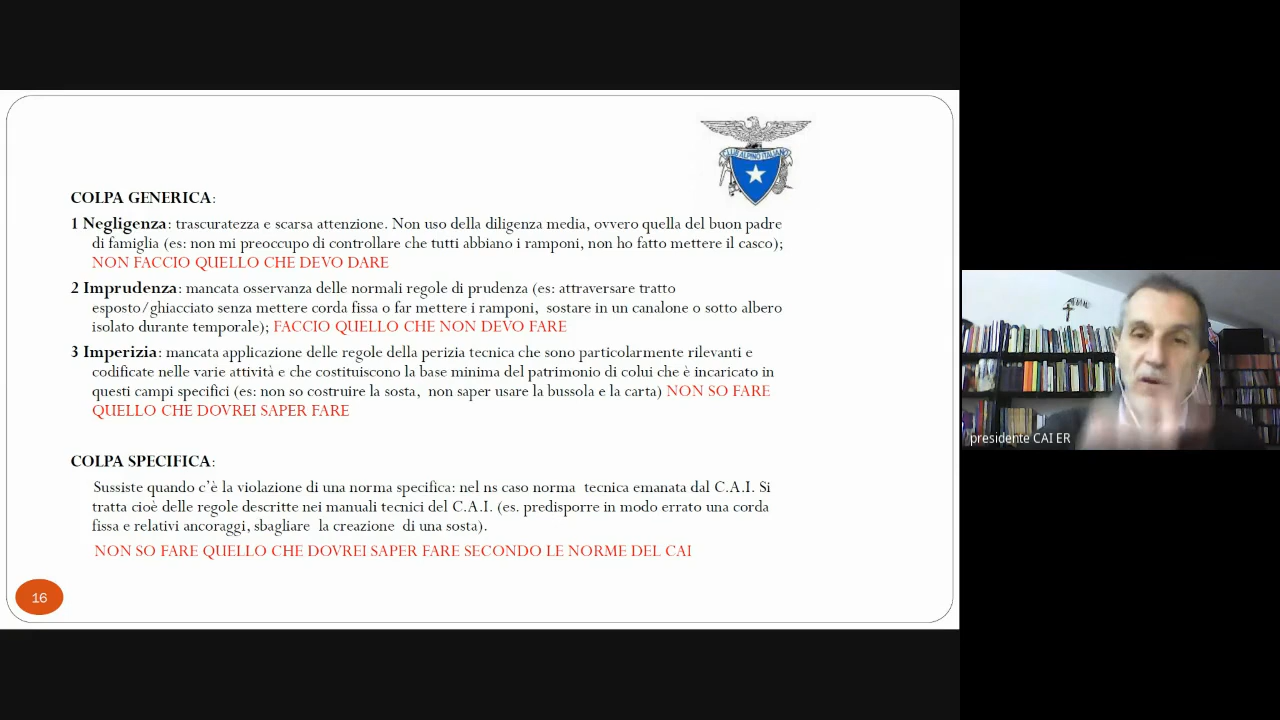 CLUB ALPINO ITALIANO
COLPA GENERICA:
1 Negligenza: trascuratezza e scarsa attenzione. Non uso della diligenza media, ovvero quella del buon padre
di famiglia (es: non mi preoccupo di controllare che tutti abbiano i ramponi, non ho fatto mettere il casco);
NON FACCIO QUELLO CHE DEVO DARE
2 Imprudenza: mancata osservanza delle normali regole di prudenza (es: attraversare tratto
esposto/ghiacciato senza mettere corda fissa o far mettere i ramponi, sostare in un canalone o sotto albero
isolato durante temporale); FACCIO QUELLO CHE NON DEVO FARE
3 Imperizia: mancata applicazione delle regole della perizia tecnica che sono particolarmente rilevanti e
codificate nelle varie attività e che costituiscono la base minima del patrimonio di colui che è incaricato in
questi campi specifici (es: non so costruire la sosta, non saper usare la bussola e la carta) NON SO FARE
QUELLO CHE DOVREI SAPER FARE
COLPA SPECIFICA:
Sussiste quando c'è la violazione di una norma specifica: nel ns caso norma tecnica emanata dal C.A.I. Si
tratta cioè delle regole descritte nei manuali tecnici del C.A.I. (es. predisporre in modo errato una corda
fissa e relativi ancoraggi, sbagliare la creazione di una sosta).
NON SO FARE QUELLO CHE DOVREI SAPER FARE SECONDO LE NORME DEL CAI
16
presidente CAI ER